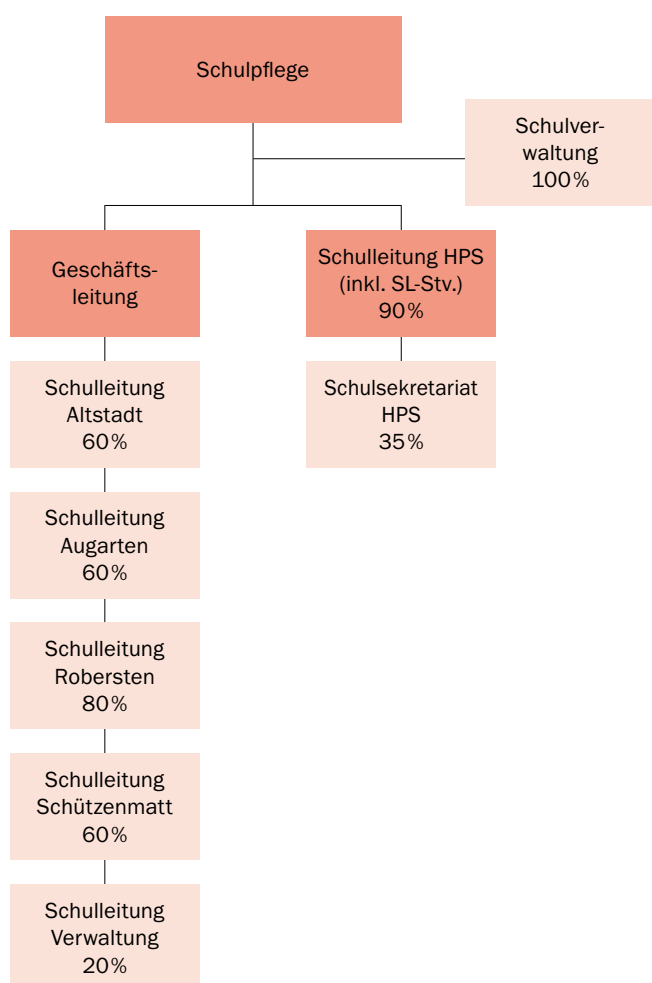 Schulpflege
Schulver-
waltung
100%
Geschäfts-
leitung
Schulleitung HPS
(inkl. SL-Stv.)
90%
Schulleitung
Altstadt
60%
Schulsekretariat
HPS
35%
Schulleitung
Augarten
60%
Schulleitung
Robersten
80%
Schulleitung
Schützenmatt
60%
Schulleitung
Verwaltung
20%